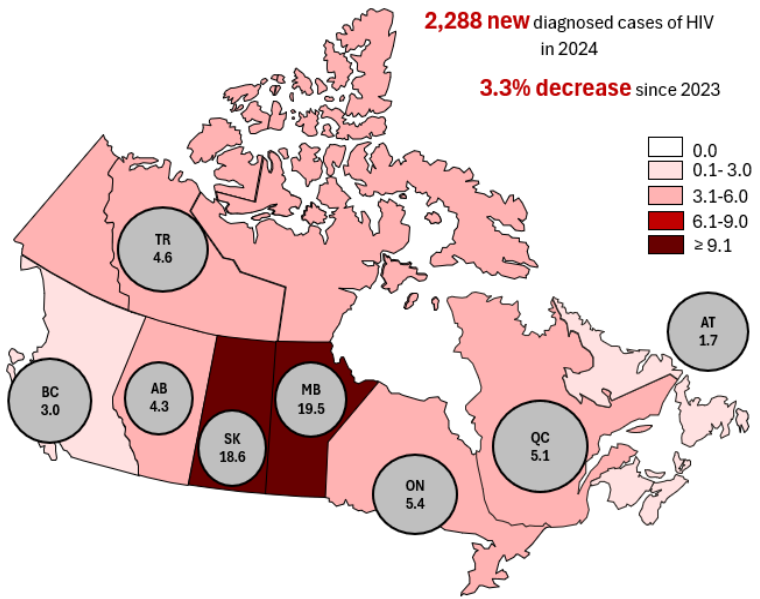 2,288 new diagnosed cases of HIV
in 2024
3.3% decrease since 2023
0.0
0.1- 3.0
3.1-6.0
6.1-9.0
≥ 9.1
TR
4.6
AT
1.7
BC
3.0
AB
4.3
MB
19.5
SK
18.6
QC
5.1
ON
5.4